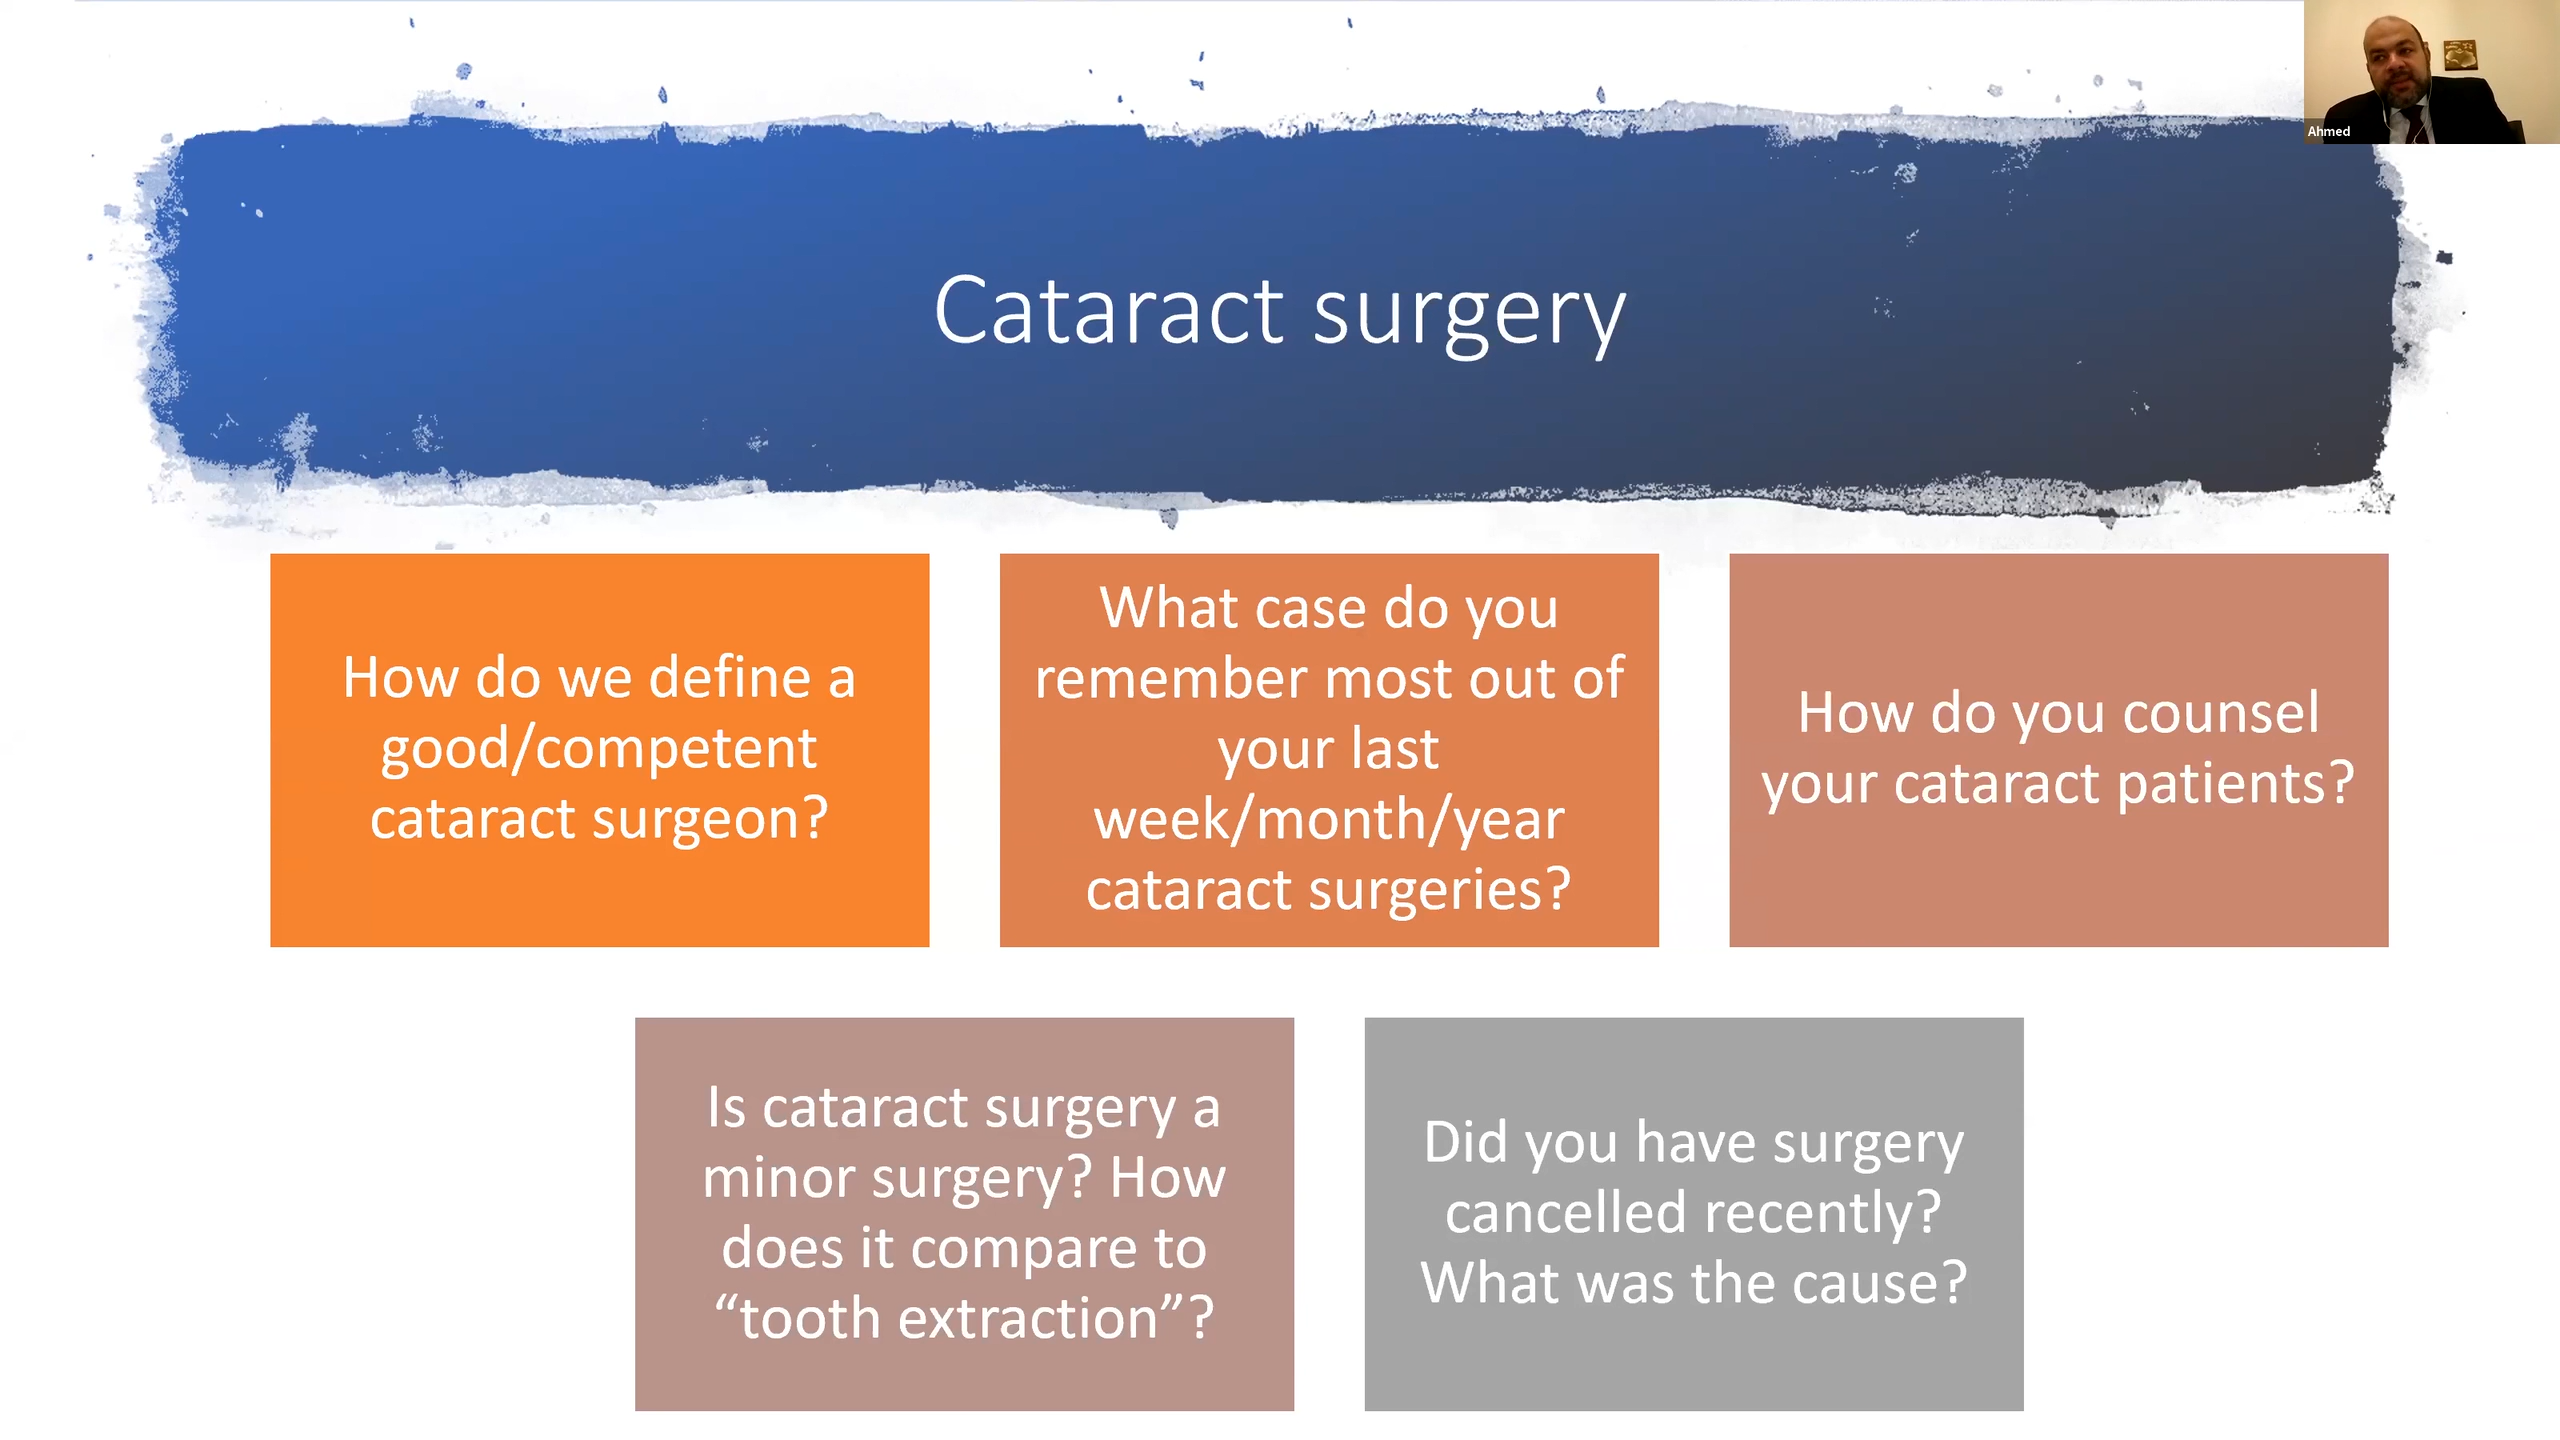 Ahmed
Cataract surgery
How do we define a
good/competent
cataract surgeon?
What case do you
remember most out of
your last
week/month/year
cataract surgeries?
How do you counsel
your cataract patients?
Is cataract surgery a
minor surgery? How
does it compare to
“tooth extraction”?
Did you have surgery
cancelled recently?
What was the cause?